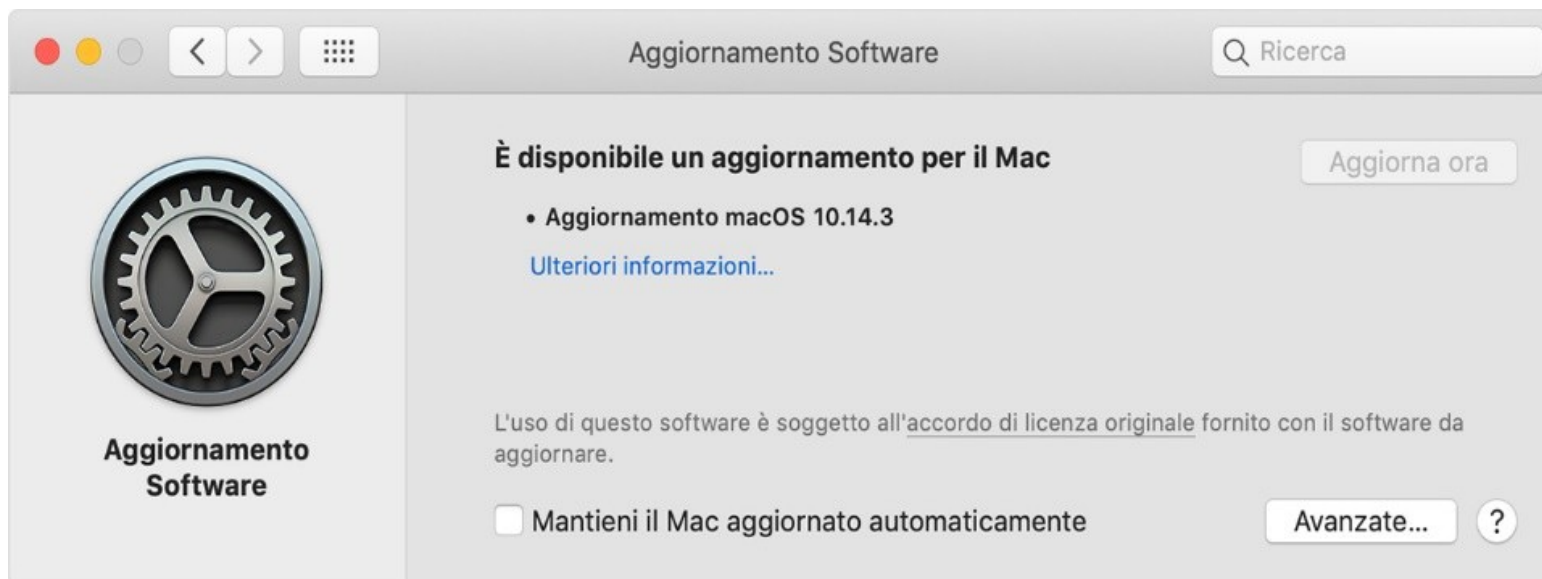 Aggiornamento Software
Ricerca
È disponibile un aggiornamento per il Mac
Aggiorna ora
• Aggiornamento macOS 10.14.3
Ulteriori informazioni...
Aggiornamento
Software
L'uso di questo software è soggetto all'accordo di licenza originale fornito con il software da
aggiornare.
Mantieni il Mac aggiornato automaticamente
Avanzate...
?